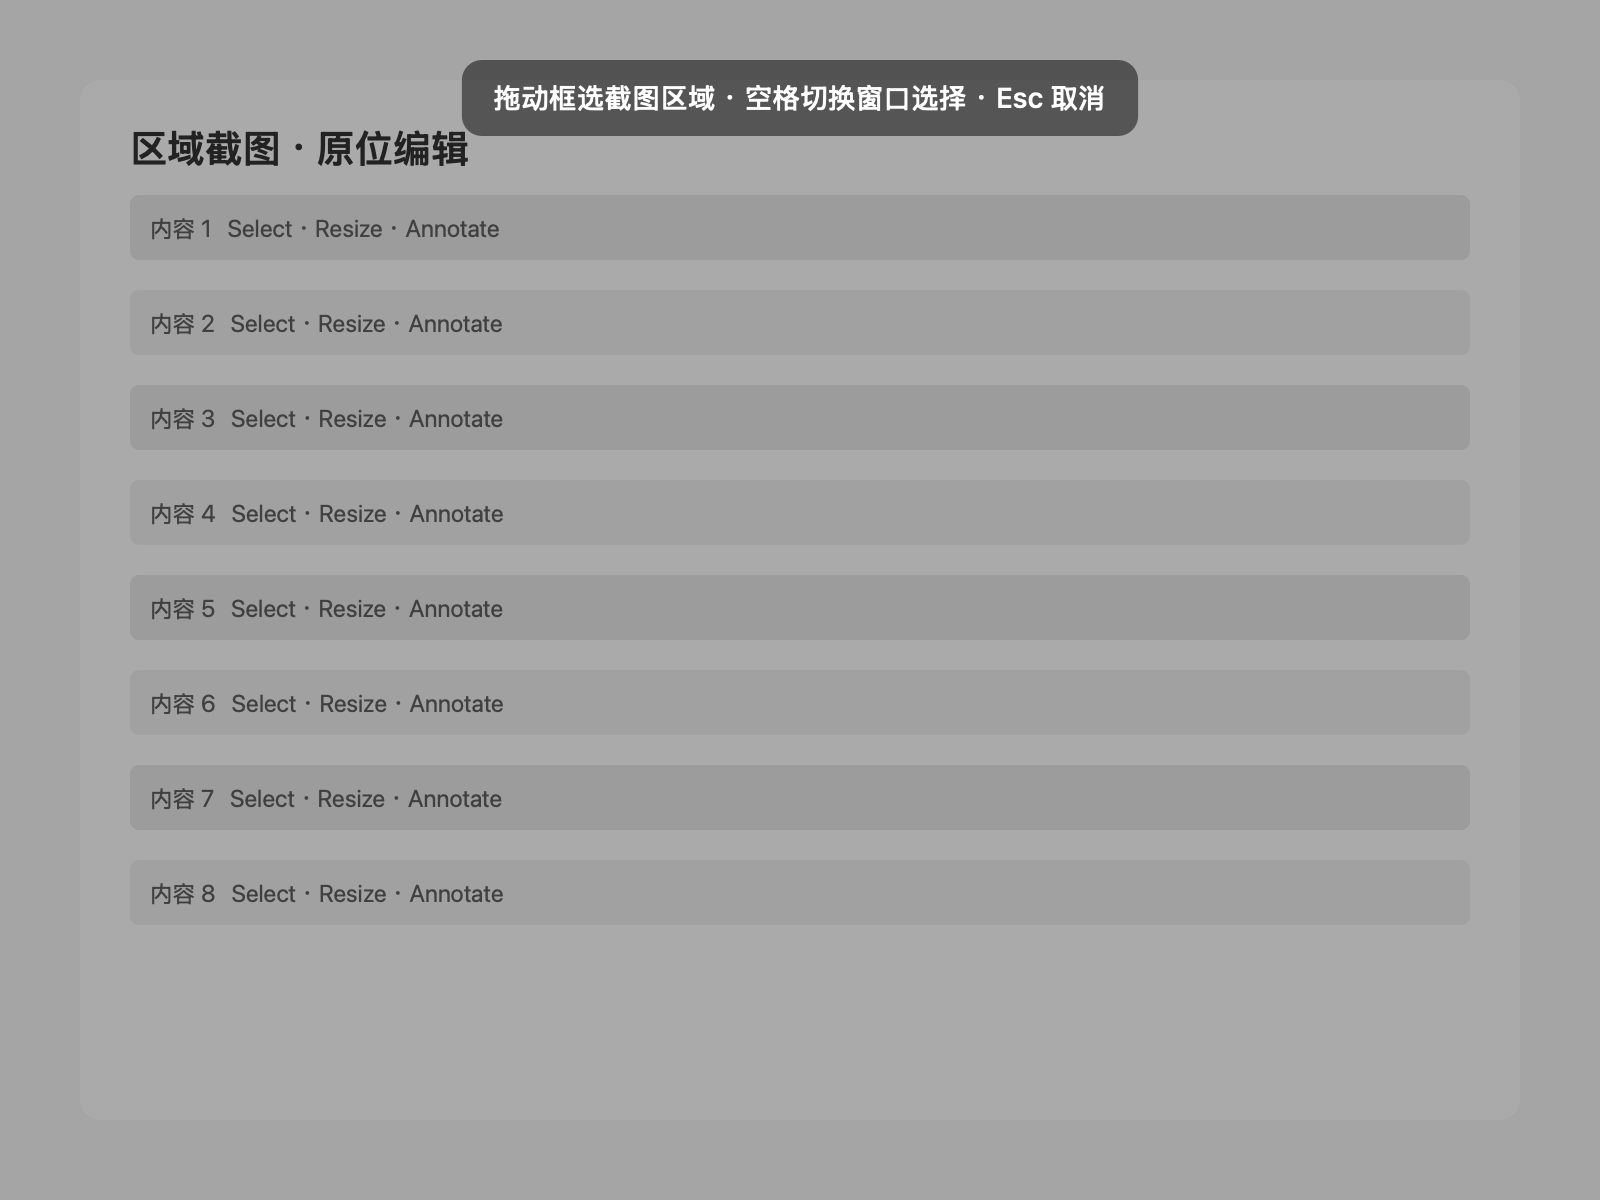 拖动框选截图区域 · 空格切换窗口选择 · Esc 取消
区域截图 · 原位编辑
内容 1 Select · Resize · Annotate
内容 2 Select · Resize · Annotate
内容 3 Select · Resize · Annotate
内容 4 Select · Resize · Annotate
内容 5 Select · Resize · Annotate
内容 6 Select · Resize · Annotate
内容 7 Select · Resize · Annotate
内容 8 Select · Resize · Annotate